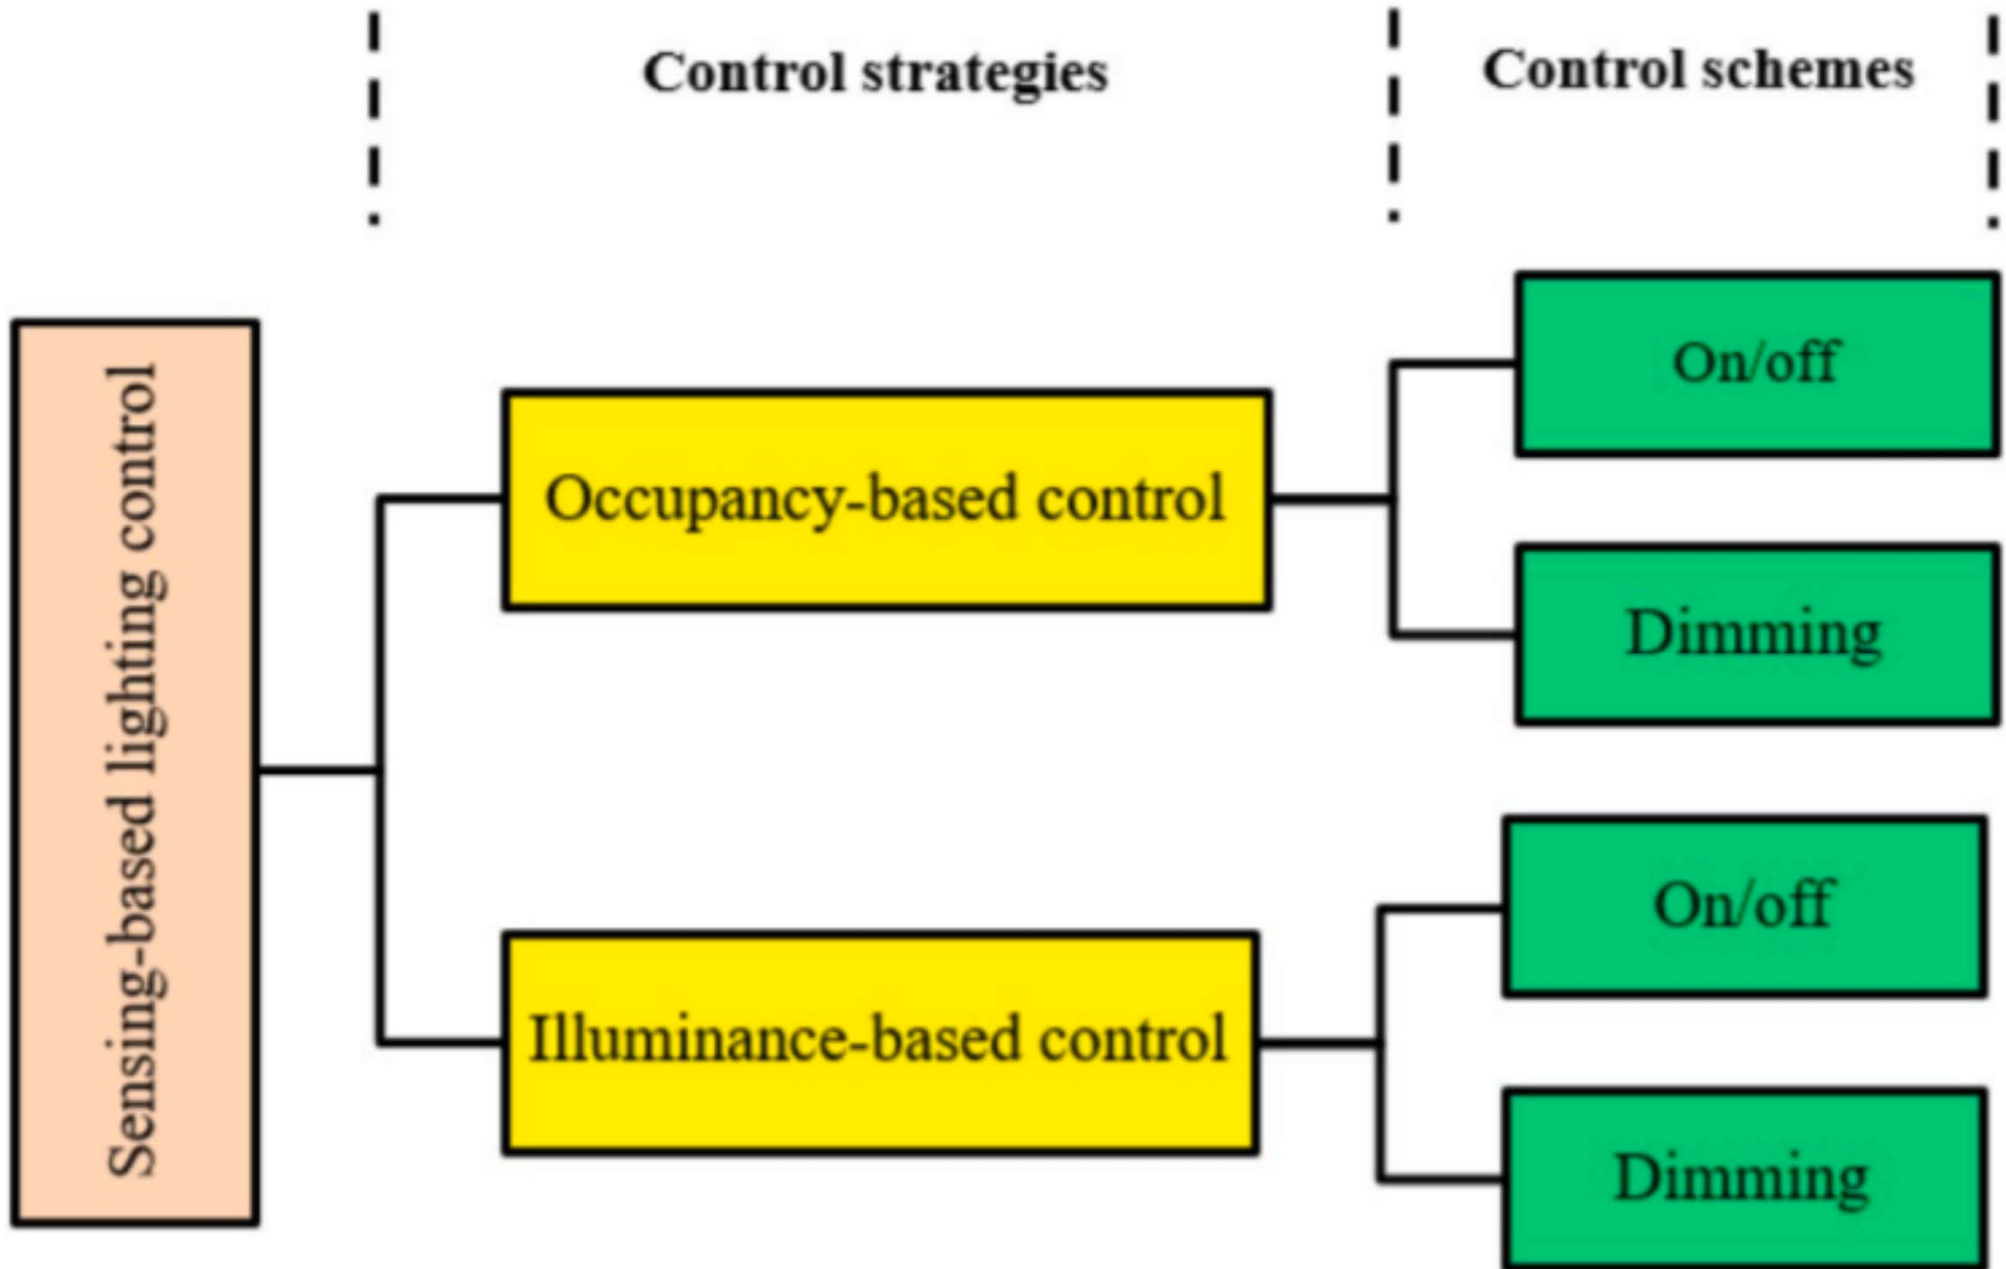 Control strategies
Control schemes
Sensing-based lighting control
Occupancy-based control
On/off
Dimming
Illuminance-based control
On/off
Dimming